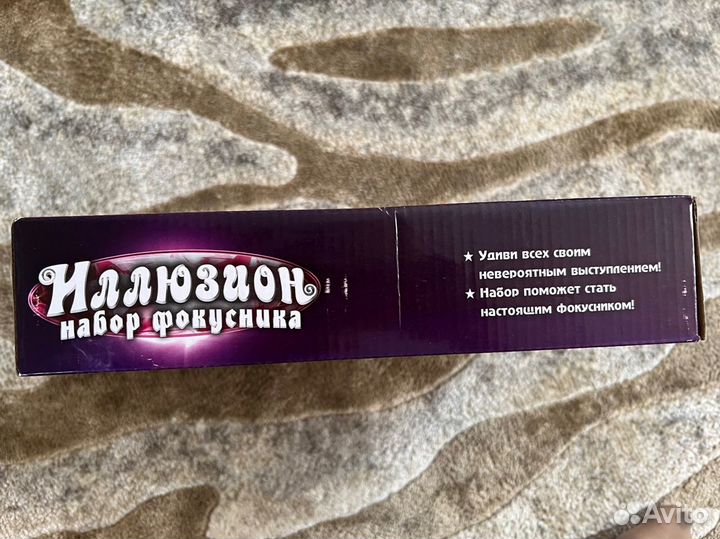 Иллюзион
набор фокусника
★ Удиви всех своим
невероятным выступлением!
★ Набор поможет стать
настоящим фокусником!
Avito